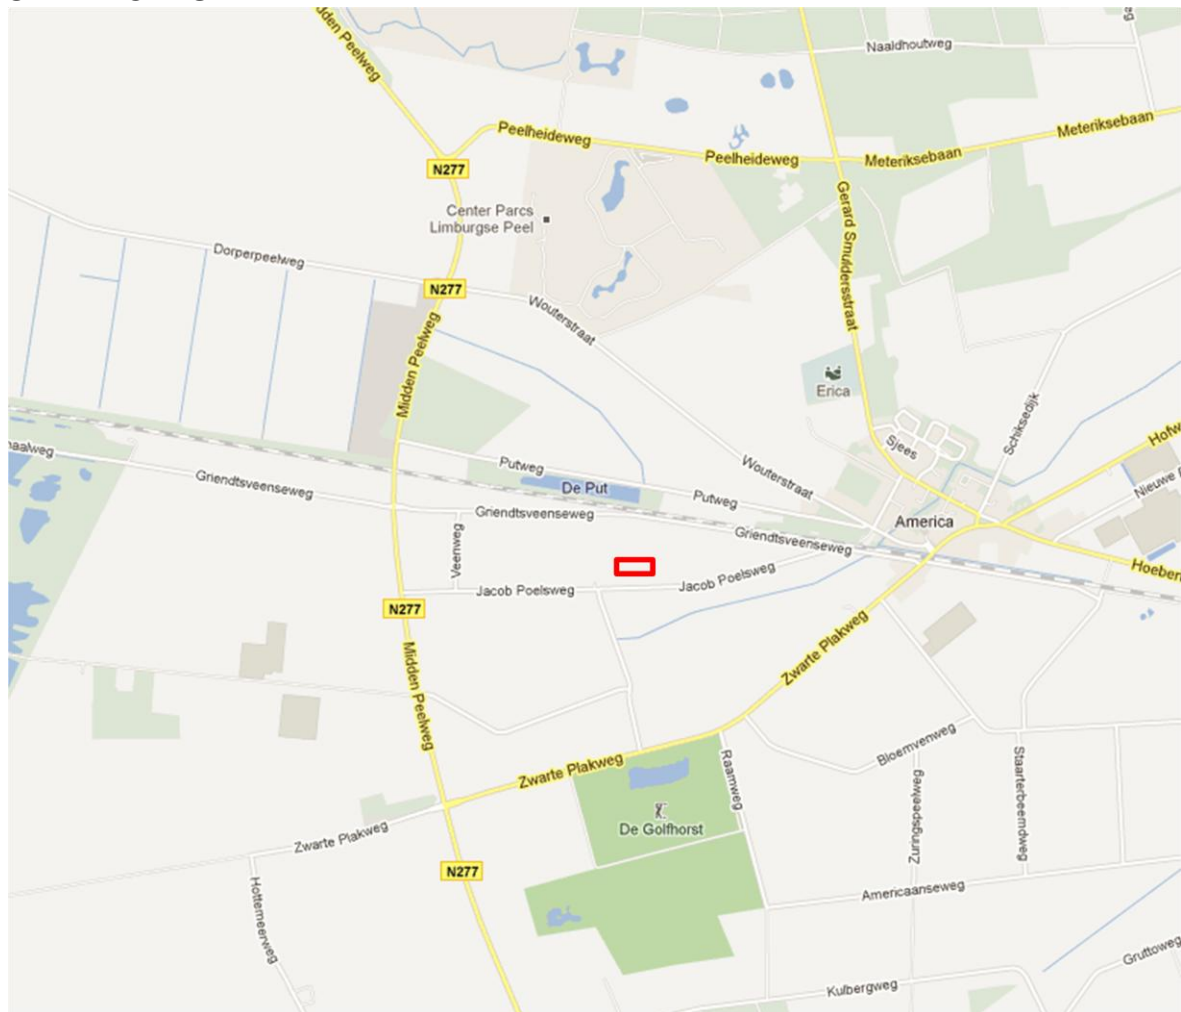 Midden Peelweg
Naaldhoutweg
Peelheideweg
Peelheideweg
Meteriksebaan
Meteriksebaan
N277
Center Parcs
Limburgse Peel
Gerard Smuldersstraat
Dorperpeelweg
N277
Wouterstraat
Midden Peelweg
Erica
Schiksedijk
Sjees
Hofw
naalweg
Putweg
Wouterstraat
Griendtsveenseweg
De Put
Putweg
Nieuwe P
Griendtsveenseweg
America
Veenweg
Griendtsveenseweg
Hoeben
Jacob Poelsweg
Jacob Poelsweg
N277
Zwarte Plakweg
Midden Peelweg
Bloemvenweg
Zwarte Plakweg
Raamweg
Staarterbeemdweg
Zuringspeelweg
De Golfhorst
Zwarte Plakweg
N277
Hottemeerweg
Americaanseweg
Gruttoweg
Kulbergweg